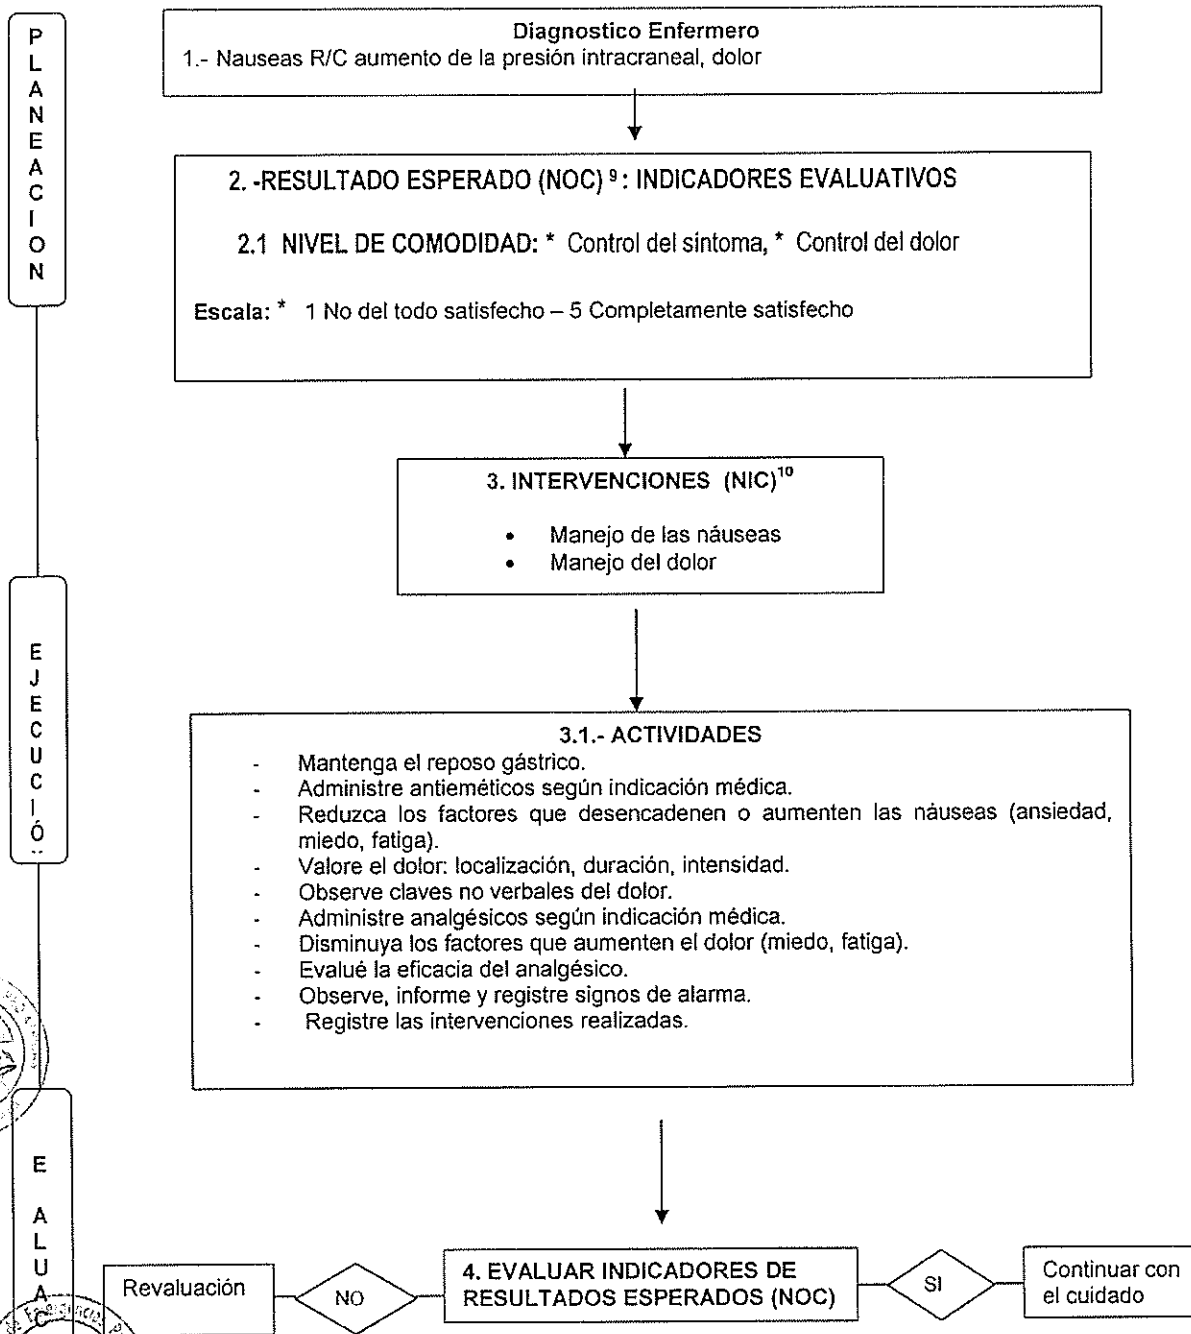 PLANEACION
Diagnostico Enfermero
1.- Nauseas R/C aumento de la presión intracraneal, dolor
2. -RESULTADO ESPERADO (NOC) ⁹ : INDICADORES EVALUATIVOS
2.1 NIVEL DE COMODIDAD: * Control del síntoma, * Control del dolor
Escala: * 1 No del todo satisfecho – 5 Completamente satisfecho
3. INTERVENCIONES (NIC)¹⁰
• Manejo de las náuseas
• Manejo del dolor
EJECUCIÓ
3.1.- ACTIVIDADES
- Mantenga el reposo gástrico.
- Administre antieméticos según indicación médica.
- Reduzca los factores que desencadenen o aumenten las náuseas (ansiedad,
miedo, fatiga).
- Valore el dolor: localización, duración, intensidad.
- Observe claves no verbales del dolor.
- Administre analgésicos según indicación médica.
- Disminuya los factores que aumenten el dolor (miedo, fatiga).
- Evalué la eficacia del analgésico.
- Observe, informe y registre signos de alarma.
- Registre las intervenciones realizadas.
E ALUAC
Revaluación
NO
4. EVALUAR INDICADORES DE
RESULTADOS ESPERADOS (NOC)
SI
Continuar con
el cuidado